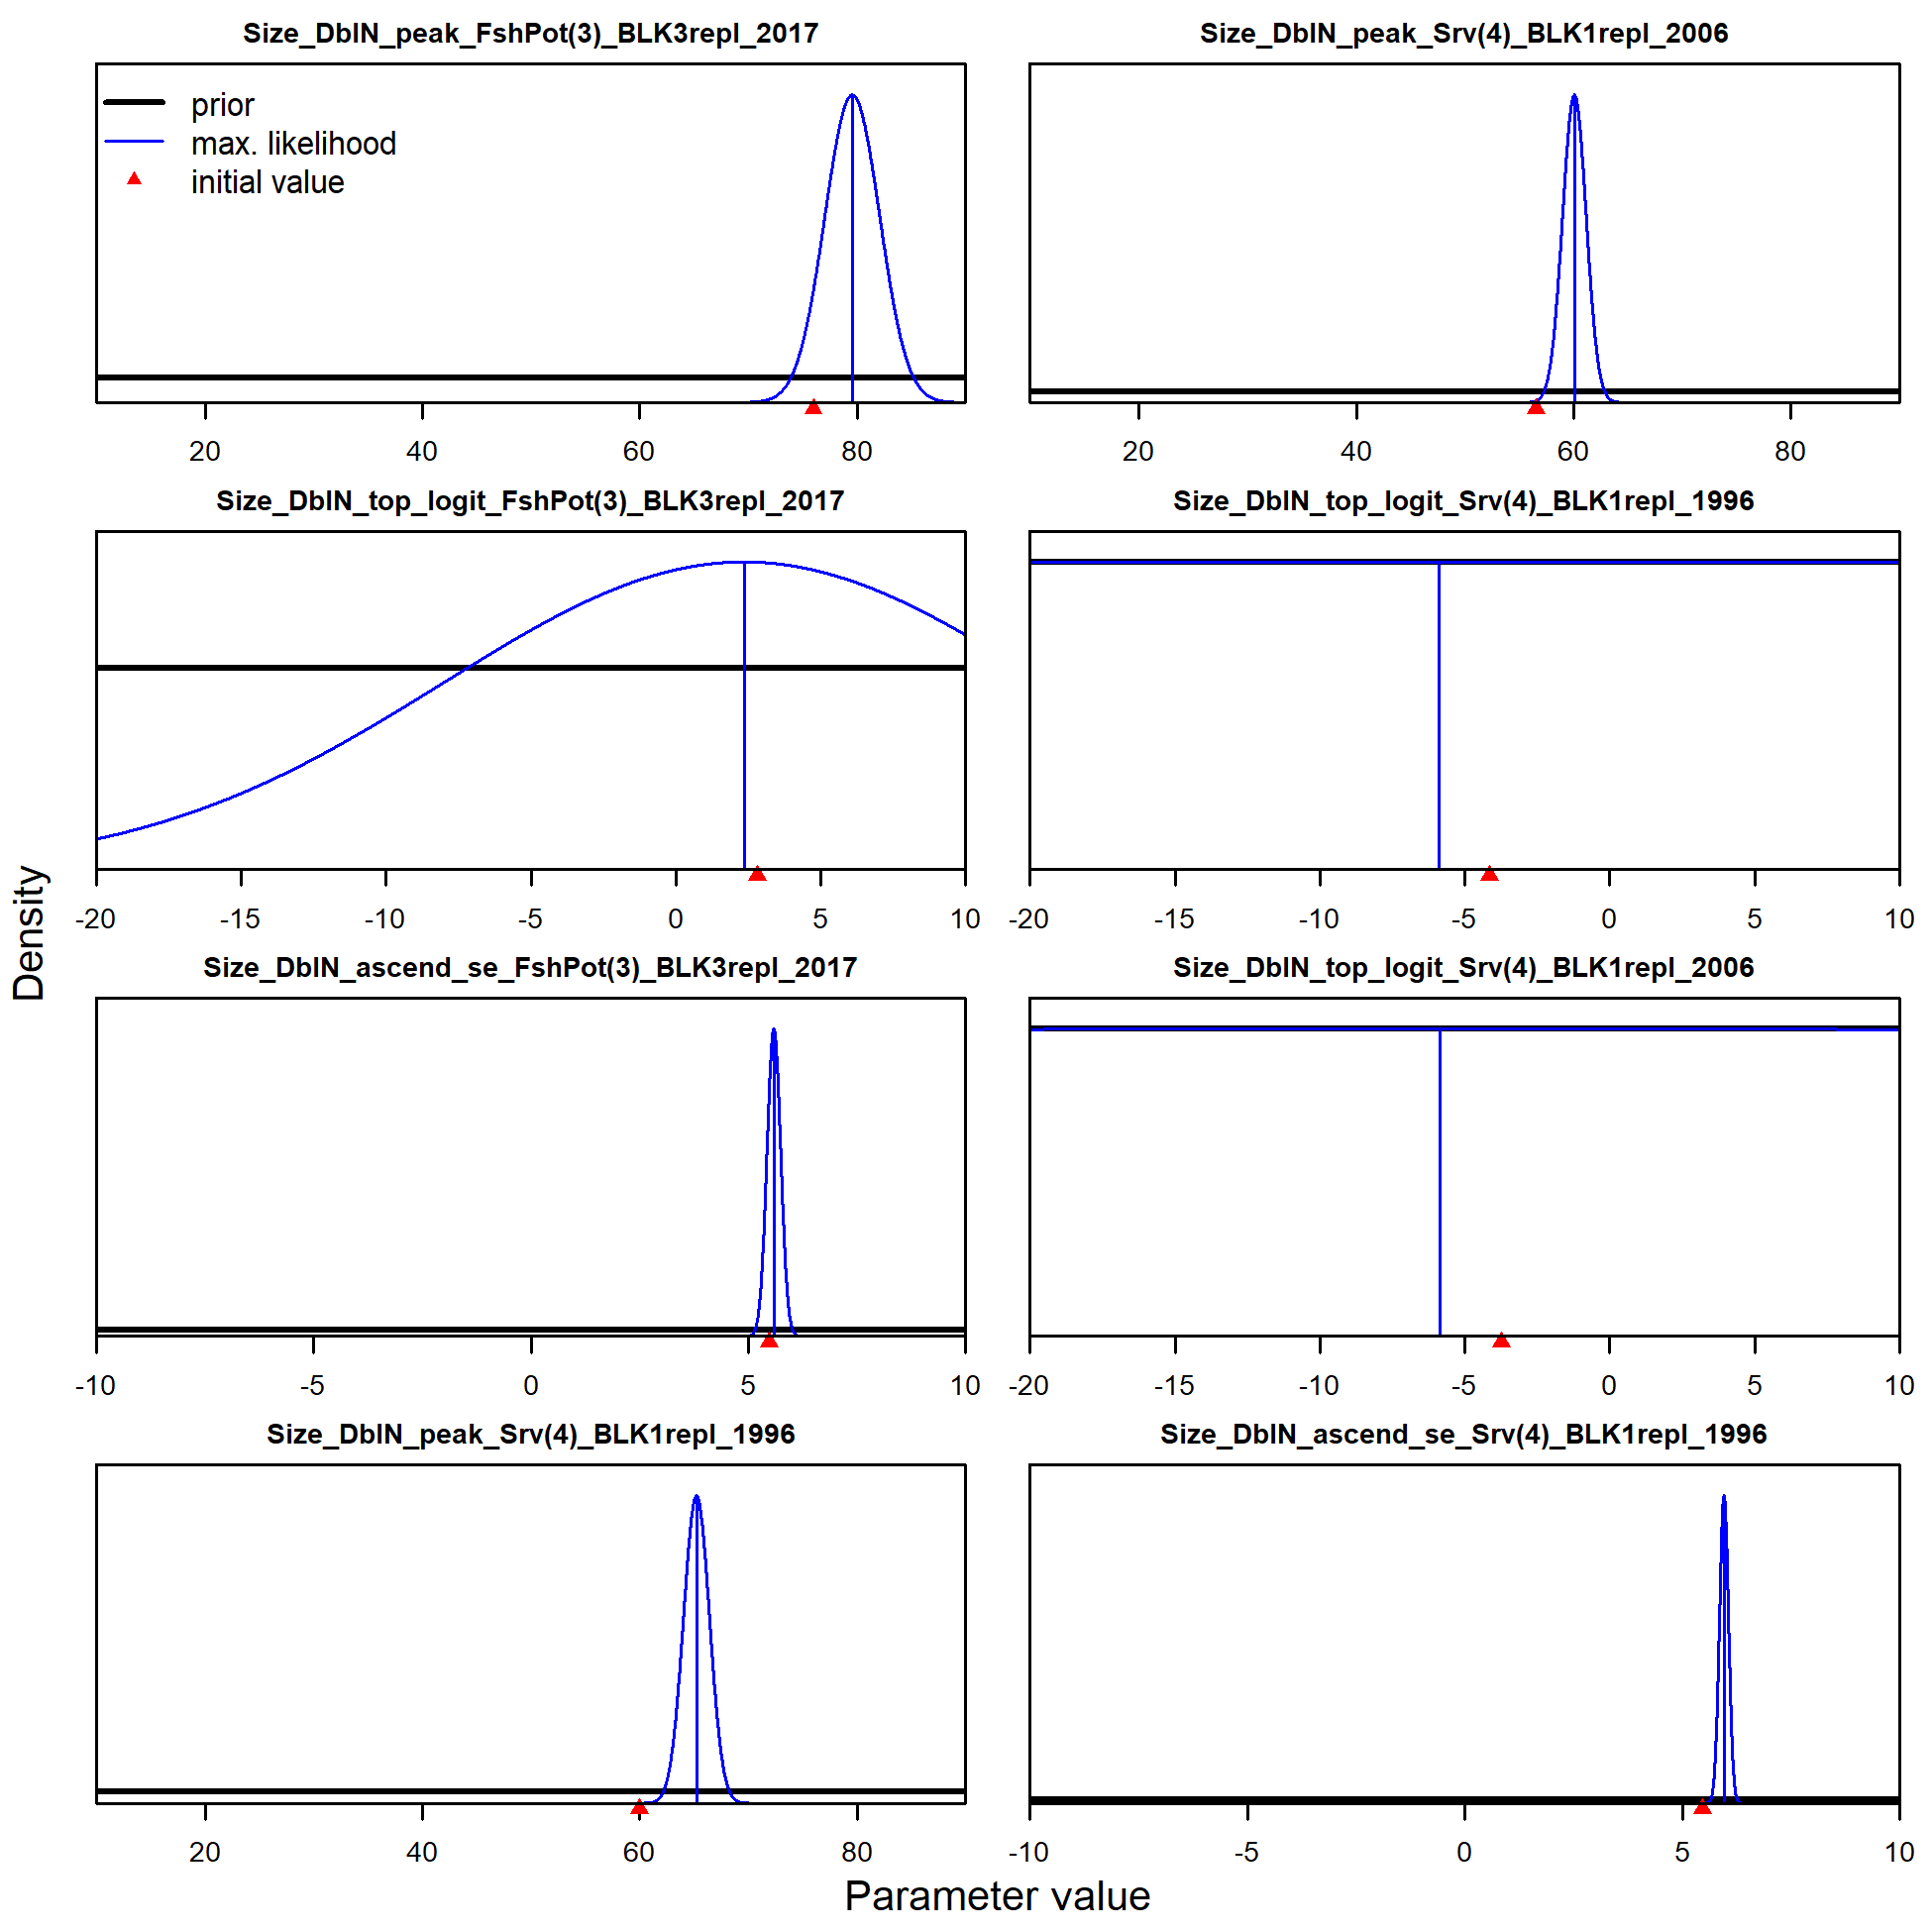 Size_DblN_peak_FshPot(3)_BLK3repl_2017
prior
max. likelihood
initial value
20 40 60 80
Size_DblN_peak_Srv(4)_BLK1repl_2006
20 40 60 80
Size_DblN_top_logit_FshPot(3)_BLK3repl_2017
-20 -15 -10 -5 0 5 10
Size_DblN_top_logit_Srv(4)_BLK1repl_1996
-20 -15 -10 -5 0 5 10
Size_DblN_ascend_se_FshPot(3)_BLK3repl_2017
-10 -5 0 5 10
Size_DblN_top_logit_Srv(4)_BLK1repl_2006
-20 -15 -10 -5 0 5 10
Size_DblN_peak_Srv(4)_BLK1repl_1996
20 40 60 80
Size_DblN_ascend_se_Srv(4)_BLK1repl_1996
-10 -5 0 5 10
Density
Parameter value